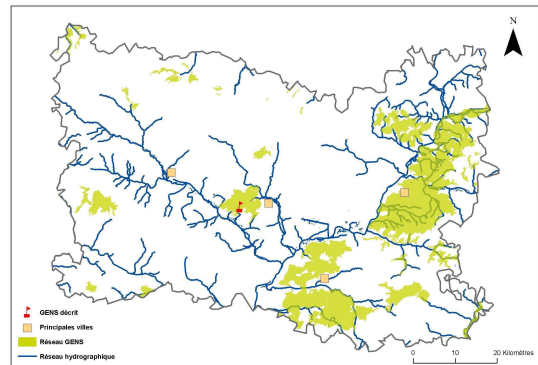 N
GENS décrit
Principales villes
Réseau GENS
Réseau hydrographique
0 10 20 Kilomètres